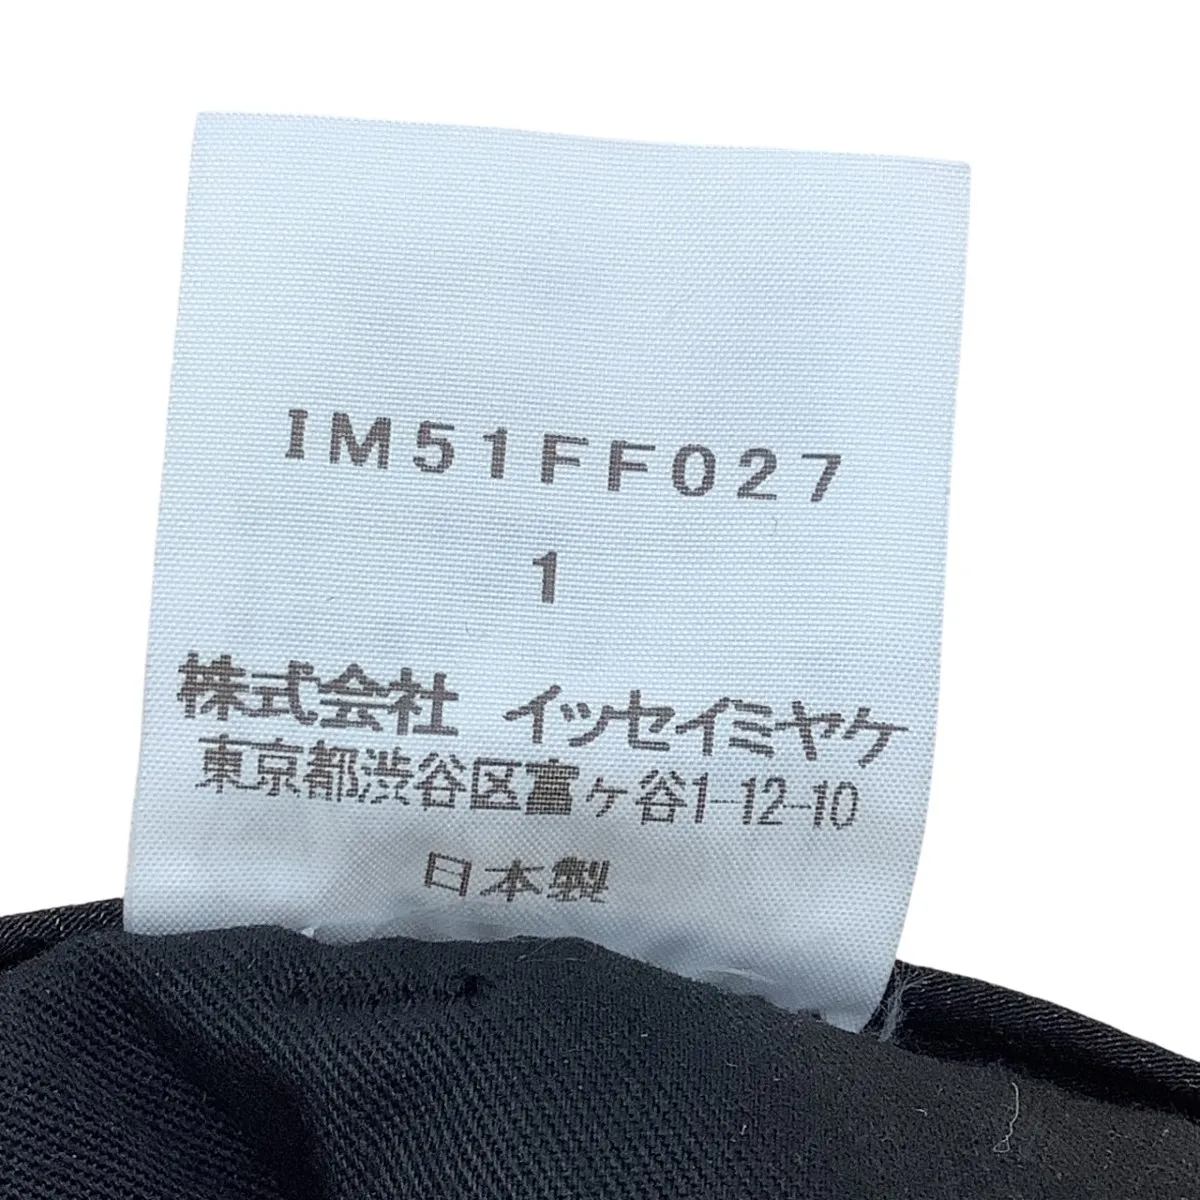 IM51FF027
1
株式会社 イッセイミヤケ
東京都渋谷区富ヶ谷1-12-10
日本製